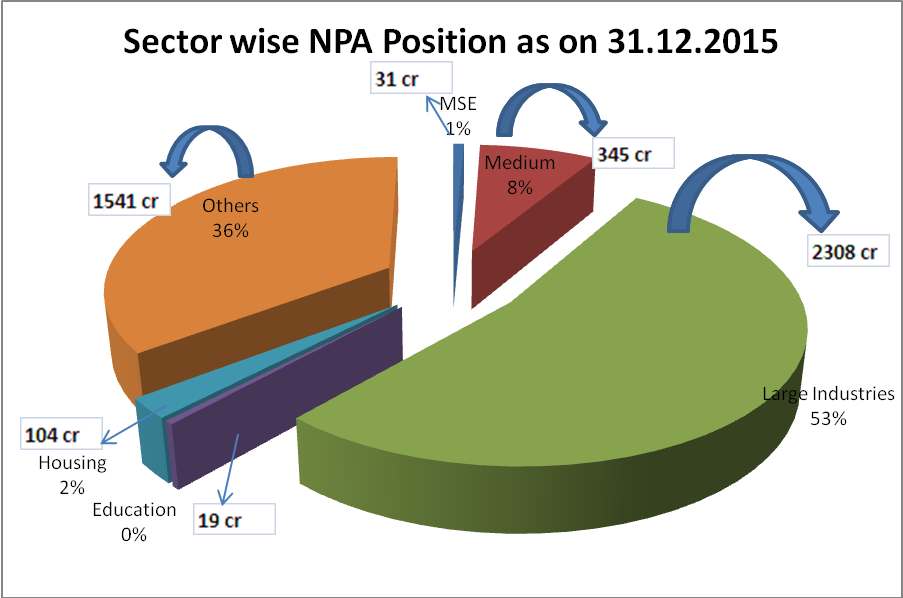 Sector wise NPA Position as on 31.12.2015
31 cr
MSE
1%
Medium
8%
345 cr
2308 cr
Large Industries
53%
1541 cr
Others
36%
104 cr
Housing
2%
Education
0%
19 cr